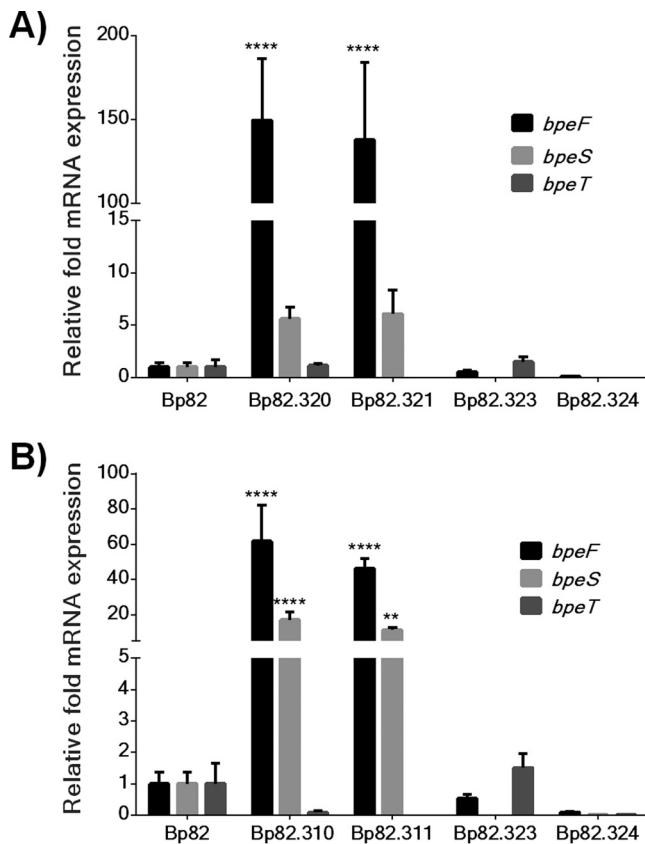 A)
Relative fold mRNA expression
200
150
100
15
10
5
0
**** ****
bpeF
bpeS
bpeT
Bp82 Bp82.320 Bp82.321 Bp82.323 Bp82.324
B)
Relative fold mRNA expression
100
80
60
40
20
5
4
3
2
1
0
**** **** **** **
bpeF
bpeS
bpeT
Bp82 Bp82.310 Bp82.311 Bp82.323 Bp82.324